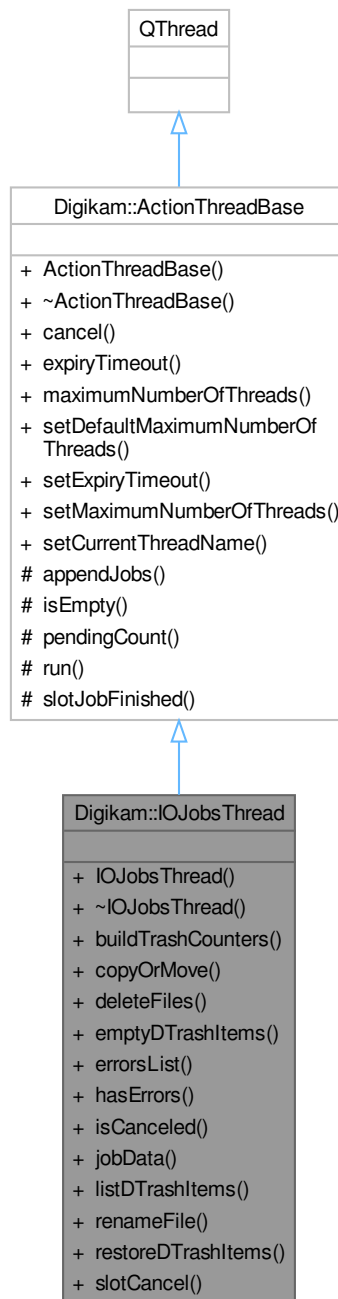 QThread
Digikam::ActionThreadBase
+ ActionThreadBase()
+ ~ActionThreadBase()
+ cancel()
+ expiryTimeout()
+ maximumNumberOfThreads()
+ setDefaultMaximumNumberOf
Threads()
+ setExpiryTimeout()
+ setMaximumNumberOfThreads()
+ setCurrentThreadName()
# appendJobs()
# isEmpty()
# pendingCount()
# run()
# slotJobFinished()
Digikam::IOJobsThread
+ IOJobsThread()
+ ~IOJobsThread()
+ buildTrashCounters()
+ copyOrMove()
+ deleteFiles()
+ emptyDTrashItems()
+ errorsList()
+ hasErrors()
+ isCanceled()
+ jobData()
+ listDTrashItems()
+ renameFile()
+ restoreDTrashItems()
+ slotCancel()